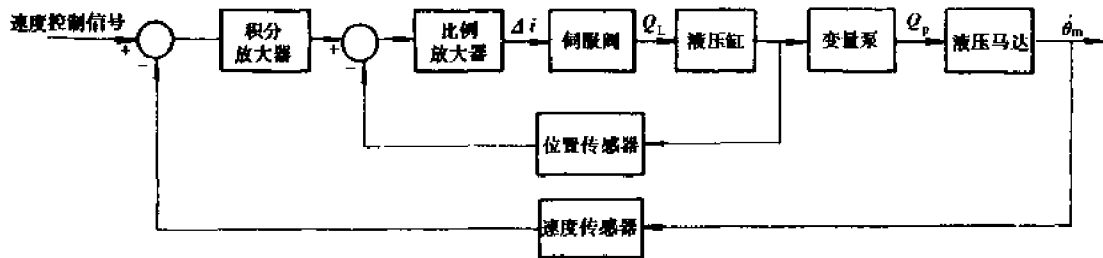 速度控制信号
+
-
积分
放大器
+
-
比例
放大器
Δi
伺服阀
Q_L
液压缸
变量泵
Q_p
液压马达
θ̇_m
位置传感器
速度传感器